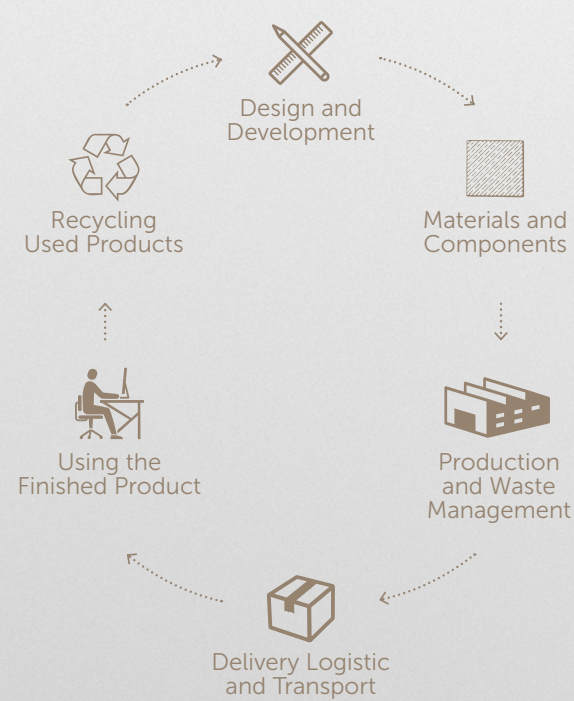 Design and
Development
Materials and
Components
Production
and Waste
Management
Delivery Logistic
and Transport
Using the
Finished Product
Recycling
Used Products